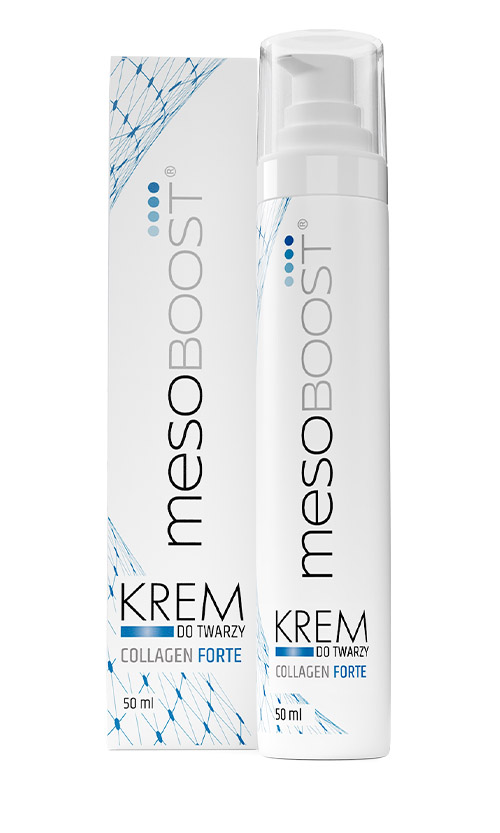 mesoBOOST®
KREM
DO TWARZY
COLLAGEN FORTE
50 ml
mesoBOOST®
KREM
DO TWARZY
COLLAGEN FORTE
50 ml